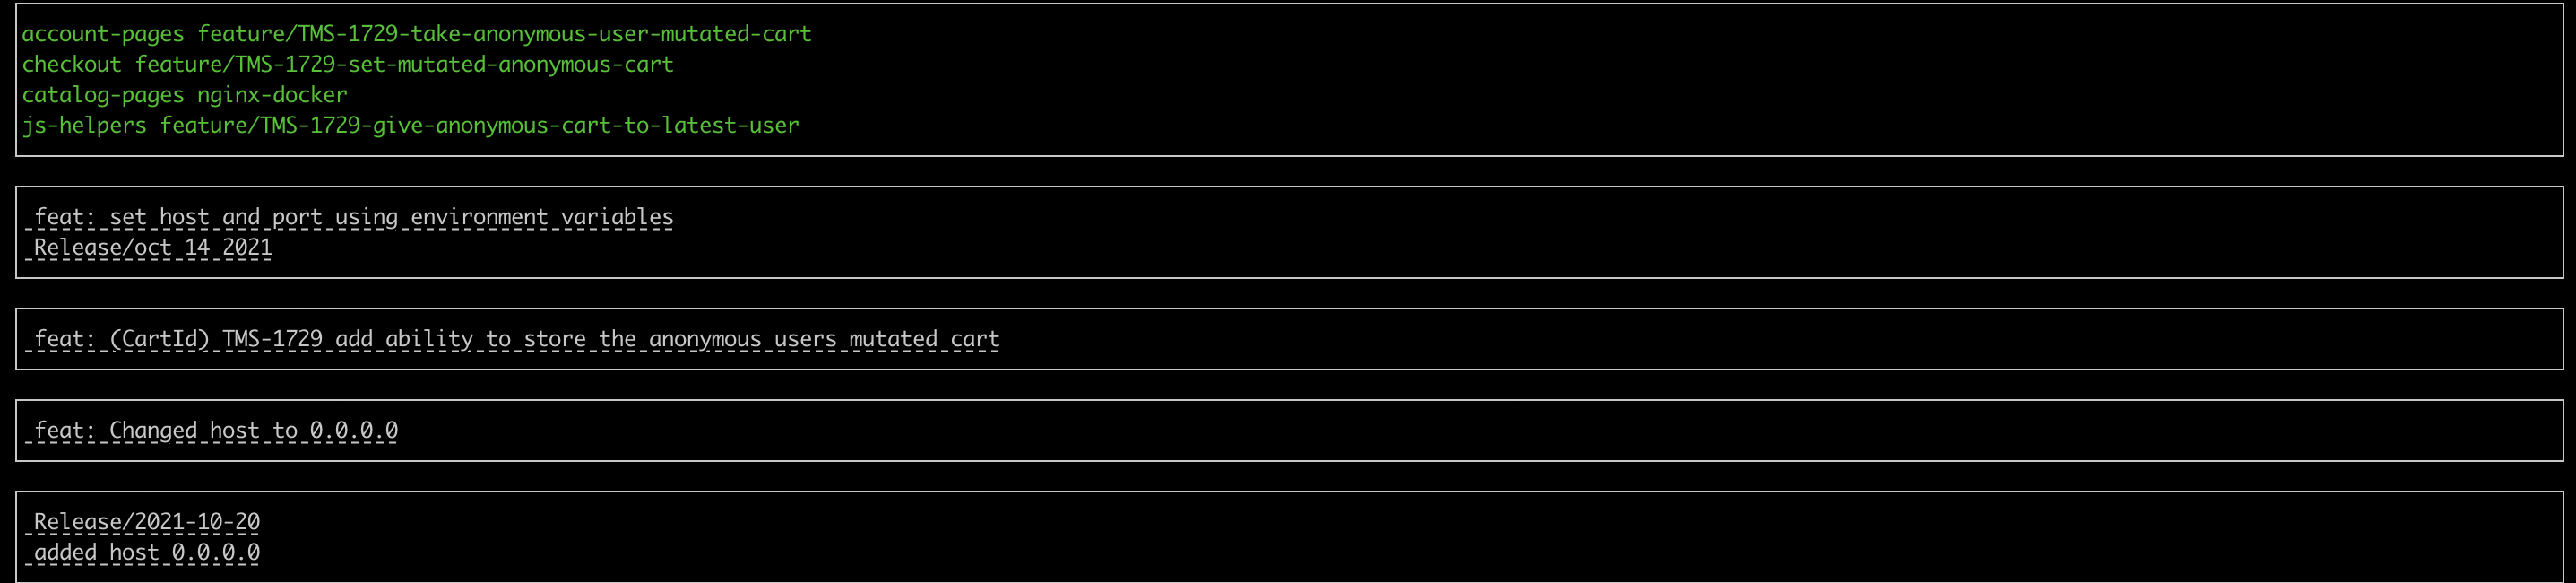 account-pages feature/TMS-1729-take-anonymous-user-mutated-cart
checkout feature/TMS-1729-set-mutated-anonymous-cart
catalog-pages nginx-docker
js-helpers feature/TMS-1729-give-anonymous-cart-to-latest-user
feat: set host and port using environment variables
Release/oct 14 2021
feat: (CartId) TMS-1729 add ability to store the anonymous users mutated cart
feat: Changed host to 0.0.0.0
Release/2021-10-20
added host 0.0.0.0